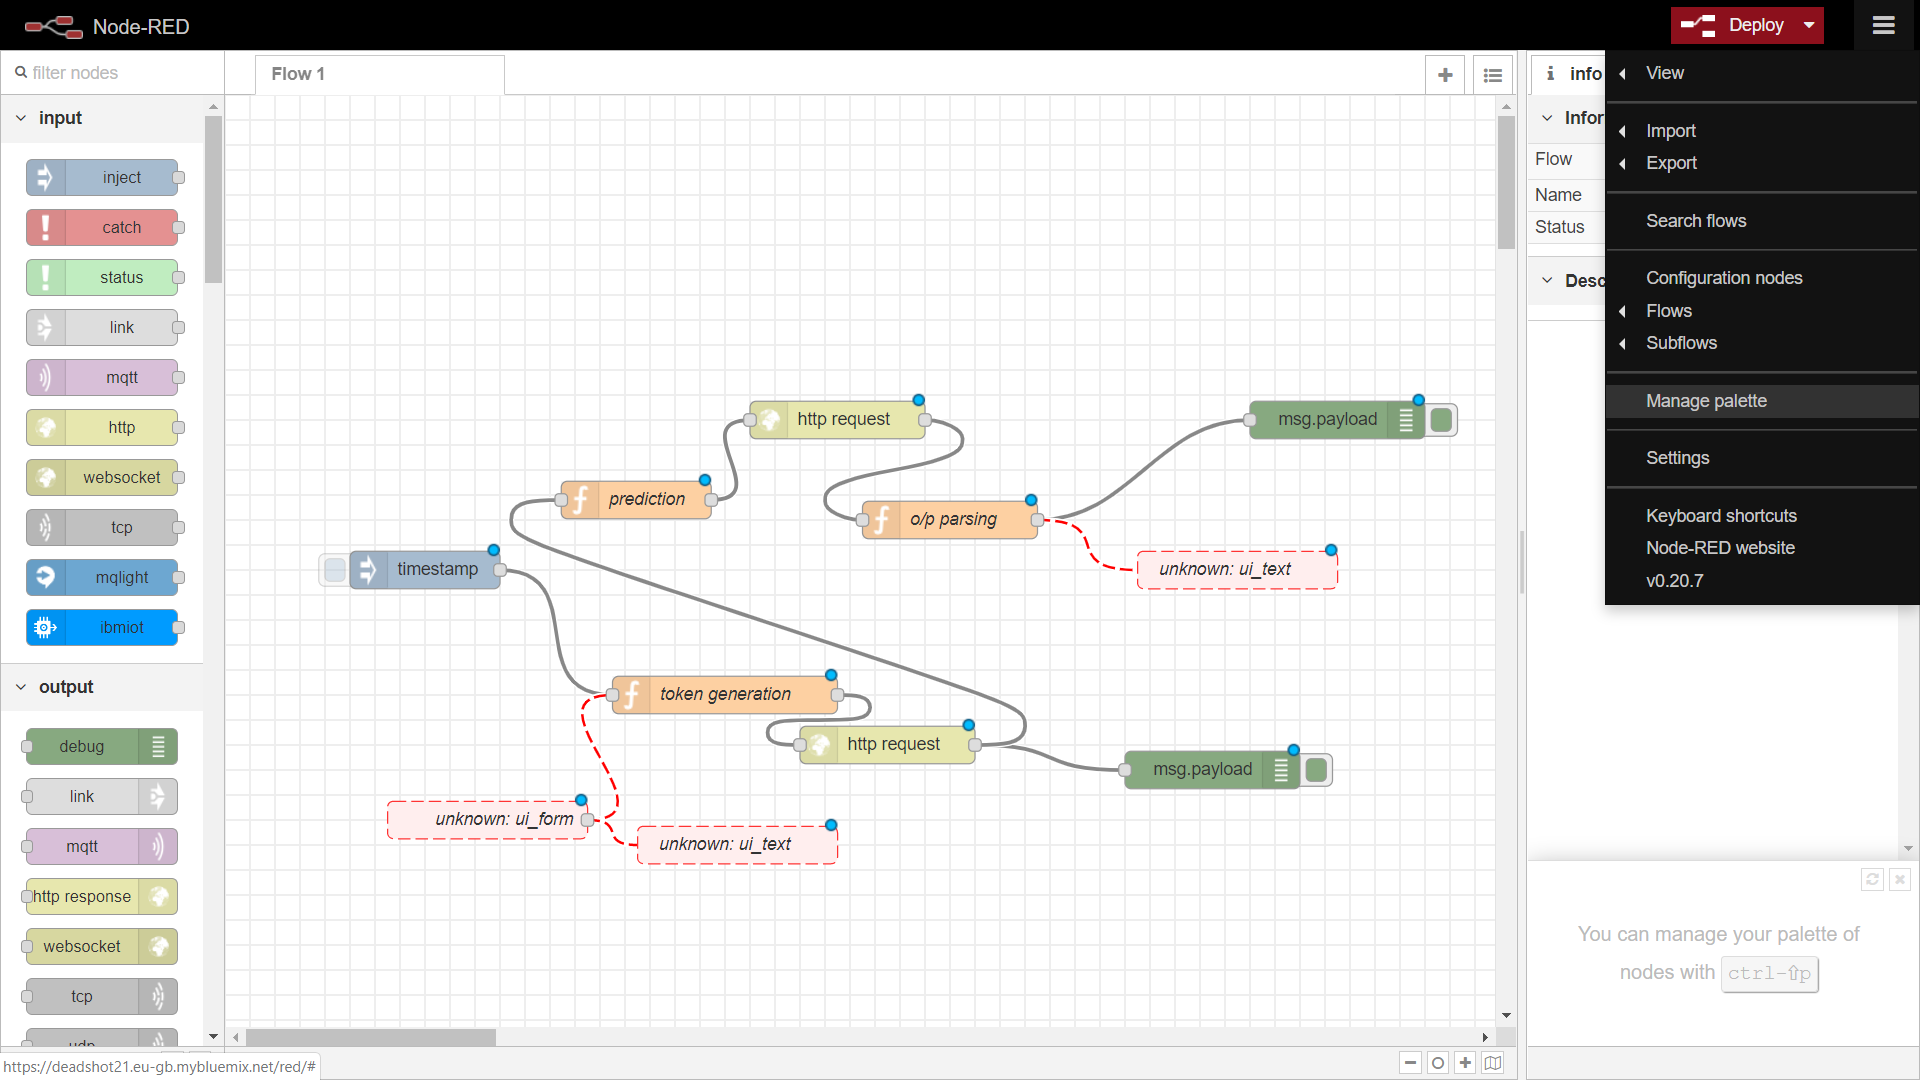 Node-RED
Deploy
filter nodes
Flow 1
info
View
input
Infor
Import
Flow
Export
inject
Name
catch
Status
Search flows
status
Desc
Configuration nodes
link
Flows
Subflows
mqtt
Manage palette
http
http request
msg.payload
websocket
prediction
Settings
tcp
o/p parsing
Keyboard shortcuts
mqlight
timestamp
unknown: ui_text
Node-RED website
v0.20.7
ibmiot
output
token generation
debug
http request
msg.payload
link
unknown: ui_form
mqtt
unknown: ui_text
http response
websocket
You can manage your palette of
nodes with ctrl-⇧p
tcp
udp
https://deadshot21.eu-gb.mybluemix.net/red/#